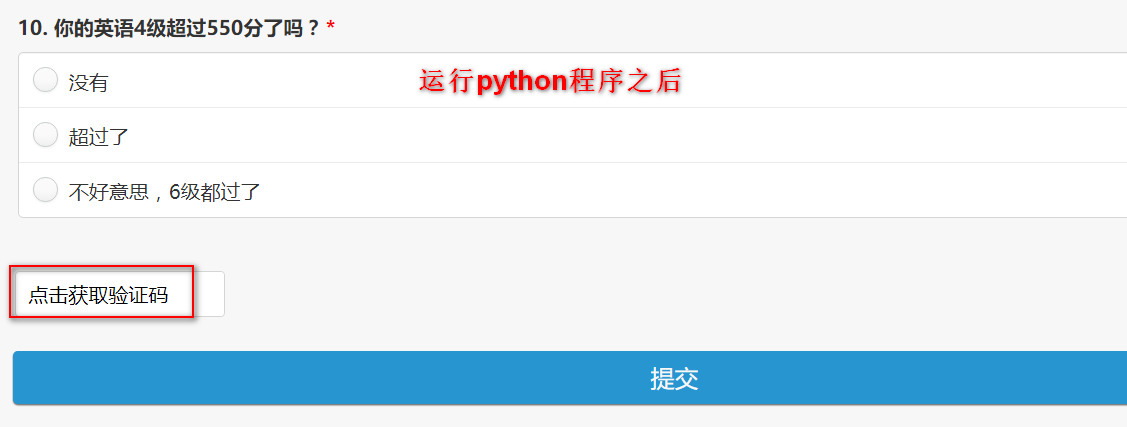 10. 你的英语4级超过550分了吗？*
没有
运行python程序之后
超过了
不好意思，6级都过了
点击获取验证码
提交